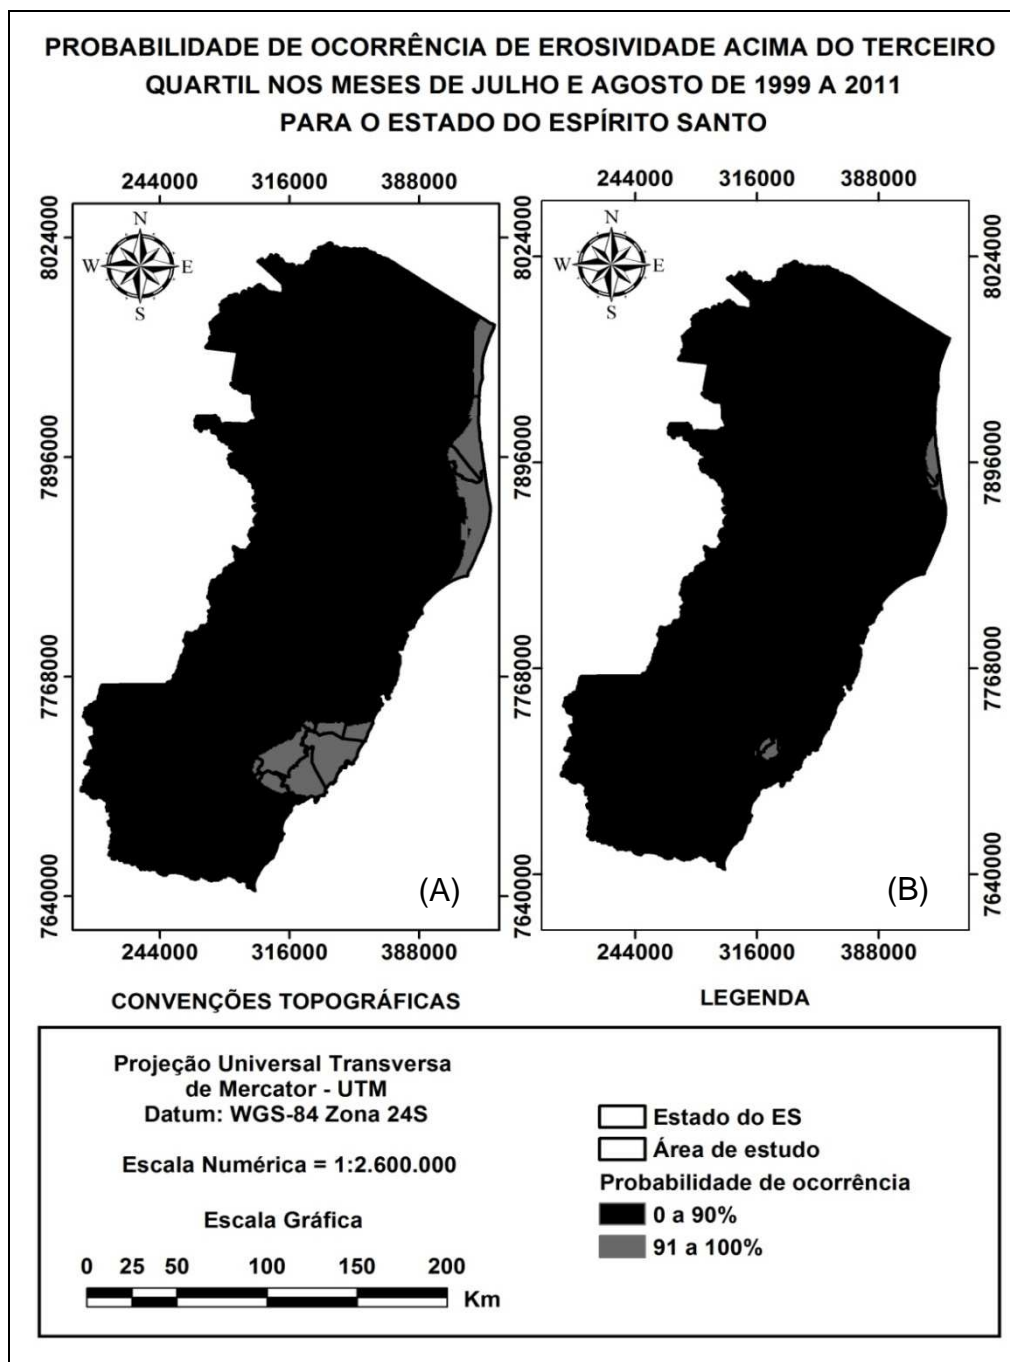 PROBABILIDADE DE OCORRÊNCIA DE EROSIVIDADE ACIMA DO TERCEIRO
QUARTIL NOS MESES DE JULHO E AGOSTO DE 1999 A 2011
PARA O ESTADO DO ESPÍRITO SANTO
244000 316000 388000
8024000
7896000
7768000
7640000
N
W E
S
(A)
244000 316000 388000
8024000
7896000
7768000
7640000
244000 316000 388000
N
W E
S
(B)
244000 316000 388000
8024000
7896000
7768000
7640000
CONVENÇÕES TOPOGRÁFICAS
Projeção Universal Transversa
de Mercator - UTM
Datum: WGS-84 Zona 24S
Escala Numérica = 1:2.600.000
Escala Gráfica
0 25 50 100 150 200
Km
LEGENDA
Estado do ES
Área de estudo
Probabilidade de ocorrência
0 a 90%
91 a 100%